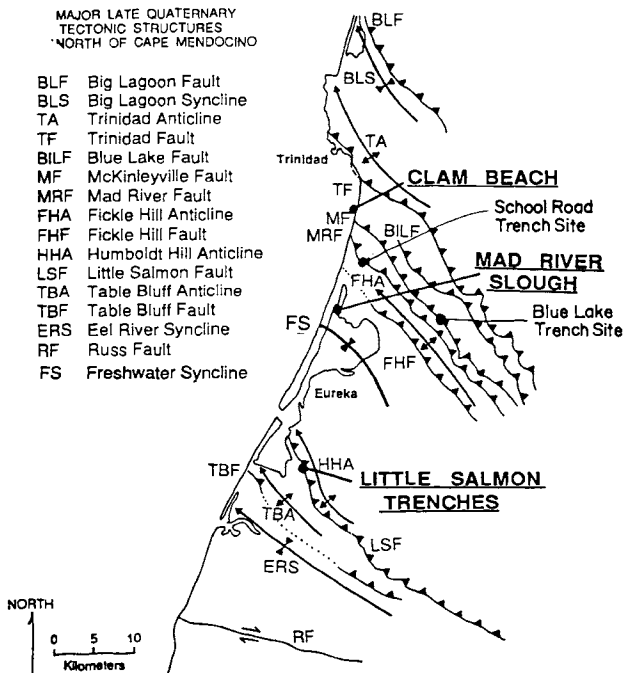 MAJOR LATE QUATERNARY
TECTONIC STRUCTURES
NORTH OF CAPE MENDOCINO
BLF Big Lagoon Fault
BLS Big Lagoon Syncline
TA Trinidad Anticline
TF Trinidad Fault
BILF Blue Lake Fault
MF McKinleyville Fault
MRF Mad River Fault
FHA Fickle Hill Anticline
FHF Fickle Hill Fault
HHA Humboldt Hill Anticline
LSF Little Salmon Fault
TBA Table Bluff Anticline
TBF Table Bluff Fault
ERS Eel River Syncline
RF Russ Fault
FS Freshwater Syncline
BLF
BLS
TA
Trinidad
TF
CLAM BEACH
MF
School Road
Trench Site
MRF
BILF
MAD RIVER
SLOUGH
FHA
Blue Lake
Trench Site
FS
FHF
Eureka
TBF
HHA
LITTLE SALMON
TRENCHES
TBA
LSF
ERS
NORTH
RF
0 5 10
Kilometers